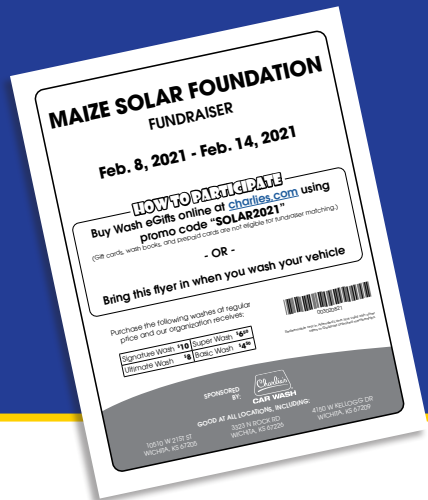 MAIZE SOLAR FOUNDATION
FUNDRAISER
Feb. 8, 2021 - Feb. 14, 2021
HOW TO PARTICIPATE
Buy Wash eGifts online at charlies.com using
promo code "SOLAR2021"
(Gift cards, wash books, and prepaid cards are not eligible for fundraiser matching.)
- OR -
Bring this flyer in when you wash your vehicle
Purchase the following washes at regular
price and our organization receives:
Signature Wash $10 Super Wash $6
Ultimate Wash $8 Basic Wash $4
SPONSORED
BY:
Charlie's
CAR WASH
GOOD AT ALL LOCATIONS, INCLUDING:
10510 W 21ST ST
WICHITA, KS 67205
3323 N ROCK RD
WICHITA, KS 67226
4160 W KELLOGG DR
WICHITA, KS 67209